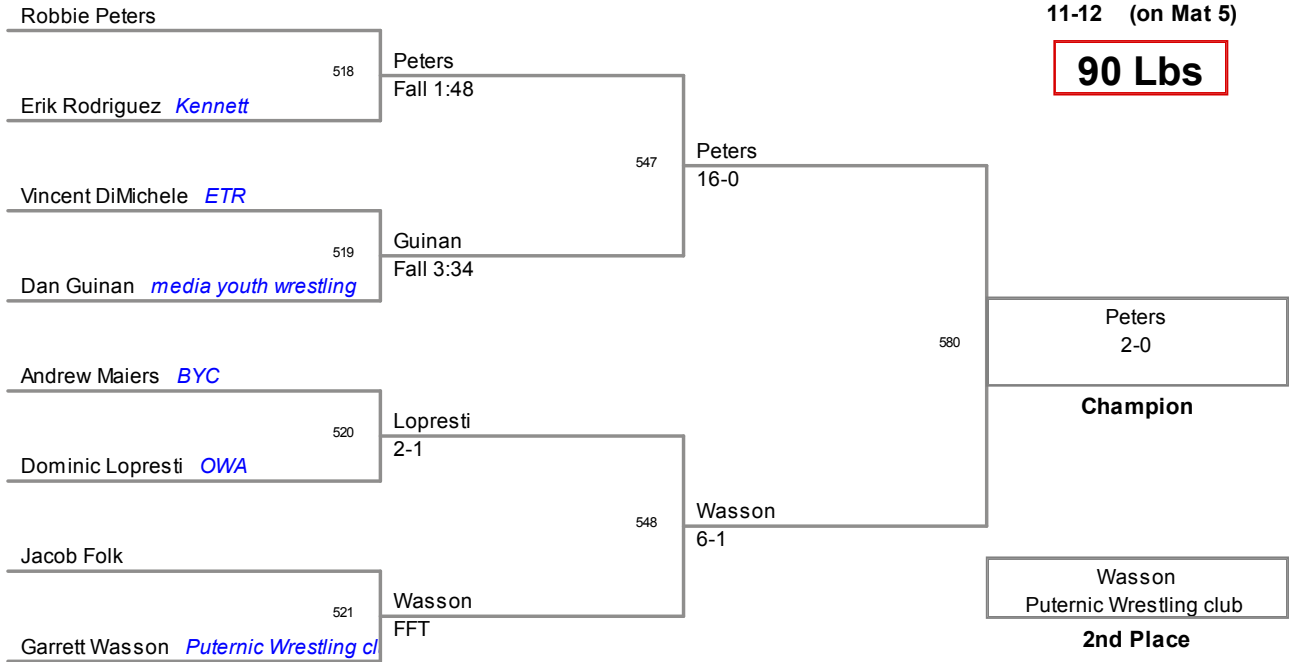 Robbie Peters
11-12 (on Mat 5)
90 Lbs
518
Peters
Fall 1:48
Erik Rodriguez Kennett
547
Peters
16-0
Vincent DiMichele ETR
519
Guinan
Fall 3:34
Dan Guinan media youth wrestling
580
Peters
2-0
Champion
Andrew Maiers BYC
520
Lopresti
2-1
Dominic Lopresti OWA
548
Wasson
6-1
Jacob Folk
521
Wasson
FFT
Garrett Wasson Puternic Wrestling cl
Wasson
Puternic Wrestling club
2nd Place